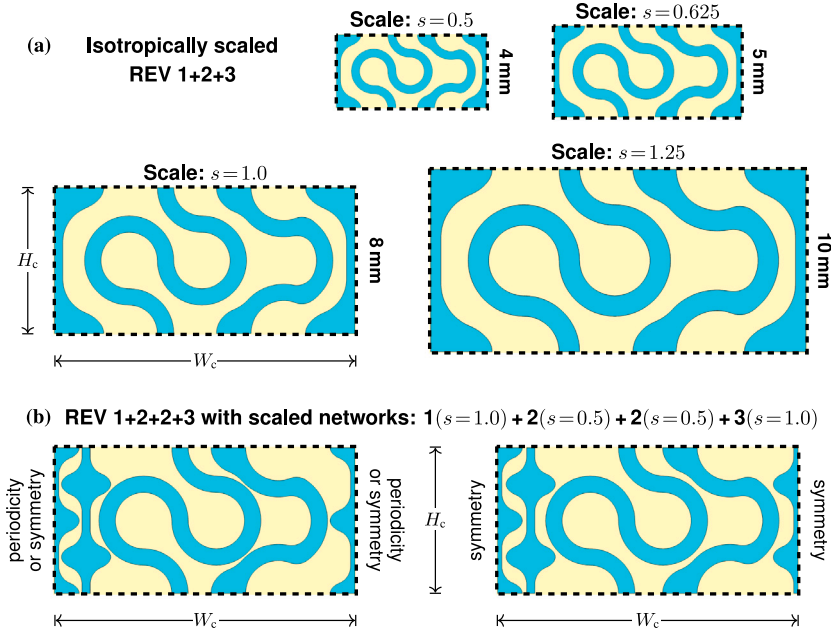 (a) Isotropically scaled
REV 1+2+3
Scale: s=0.5
4 mm
Scale: s=0.625
5 mm
Scale: s=1.0
H_c
8 mm
W_c
Scale: s=1.25
10 mm
(b) REV 1+2+2+3 with scaled networks: 1(s=1.0) + 2(s=0.5) + 2(s=0.5) + 3(s=1.0)
periodicity
or symmetry
periodicity
or symmetry
W_c
H_c
symmetry
symmetry
W_c